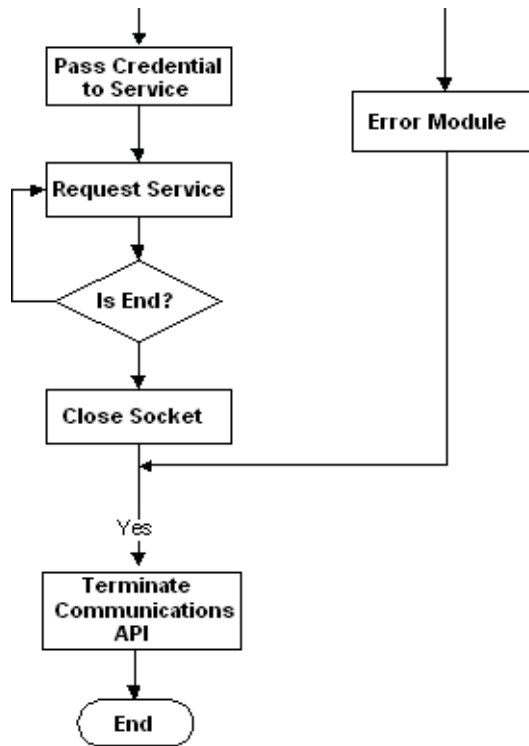 Pass Credential
to Service
Error Module
Request Service
Is End?
Close Socket
Yes
Terminate
Communications
API
End